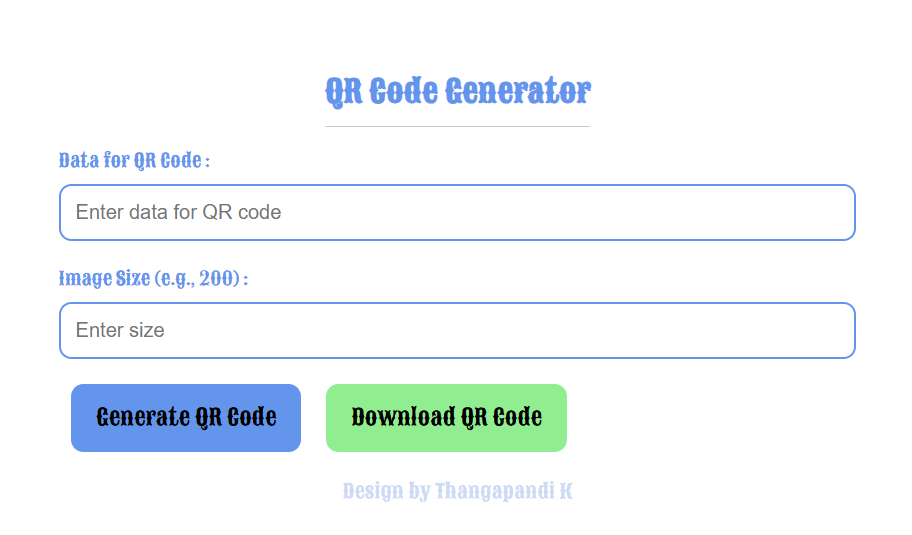 QR Code Generator
Data for QR Code :
Enter data for QR code
Image Size (e.g., 200) :
Enter size
Generate QR Code Download QR Code
Design by Thangapandi K